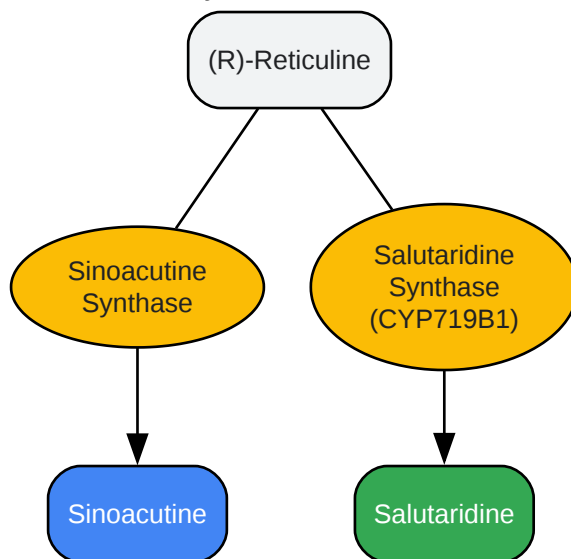 (R)-Reticuline
Sinoacutine
Synthase
Salutaridine
Synthase
(CYP719B1)
Sinoacutine
Salutaridine